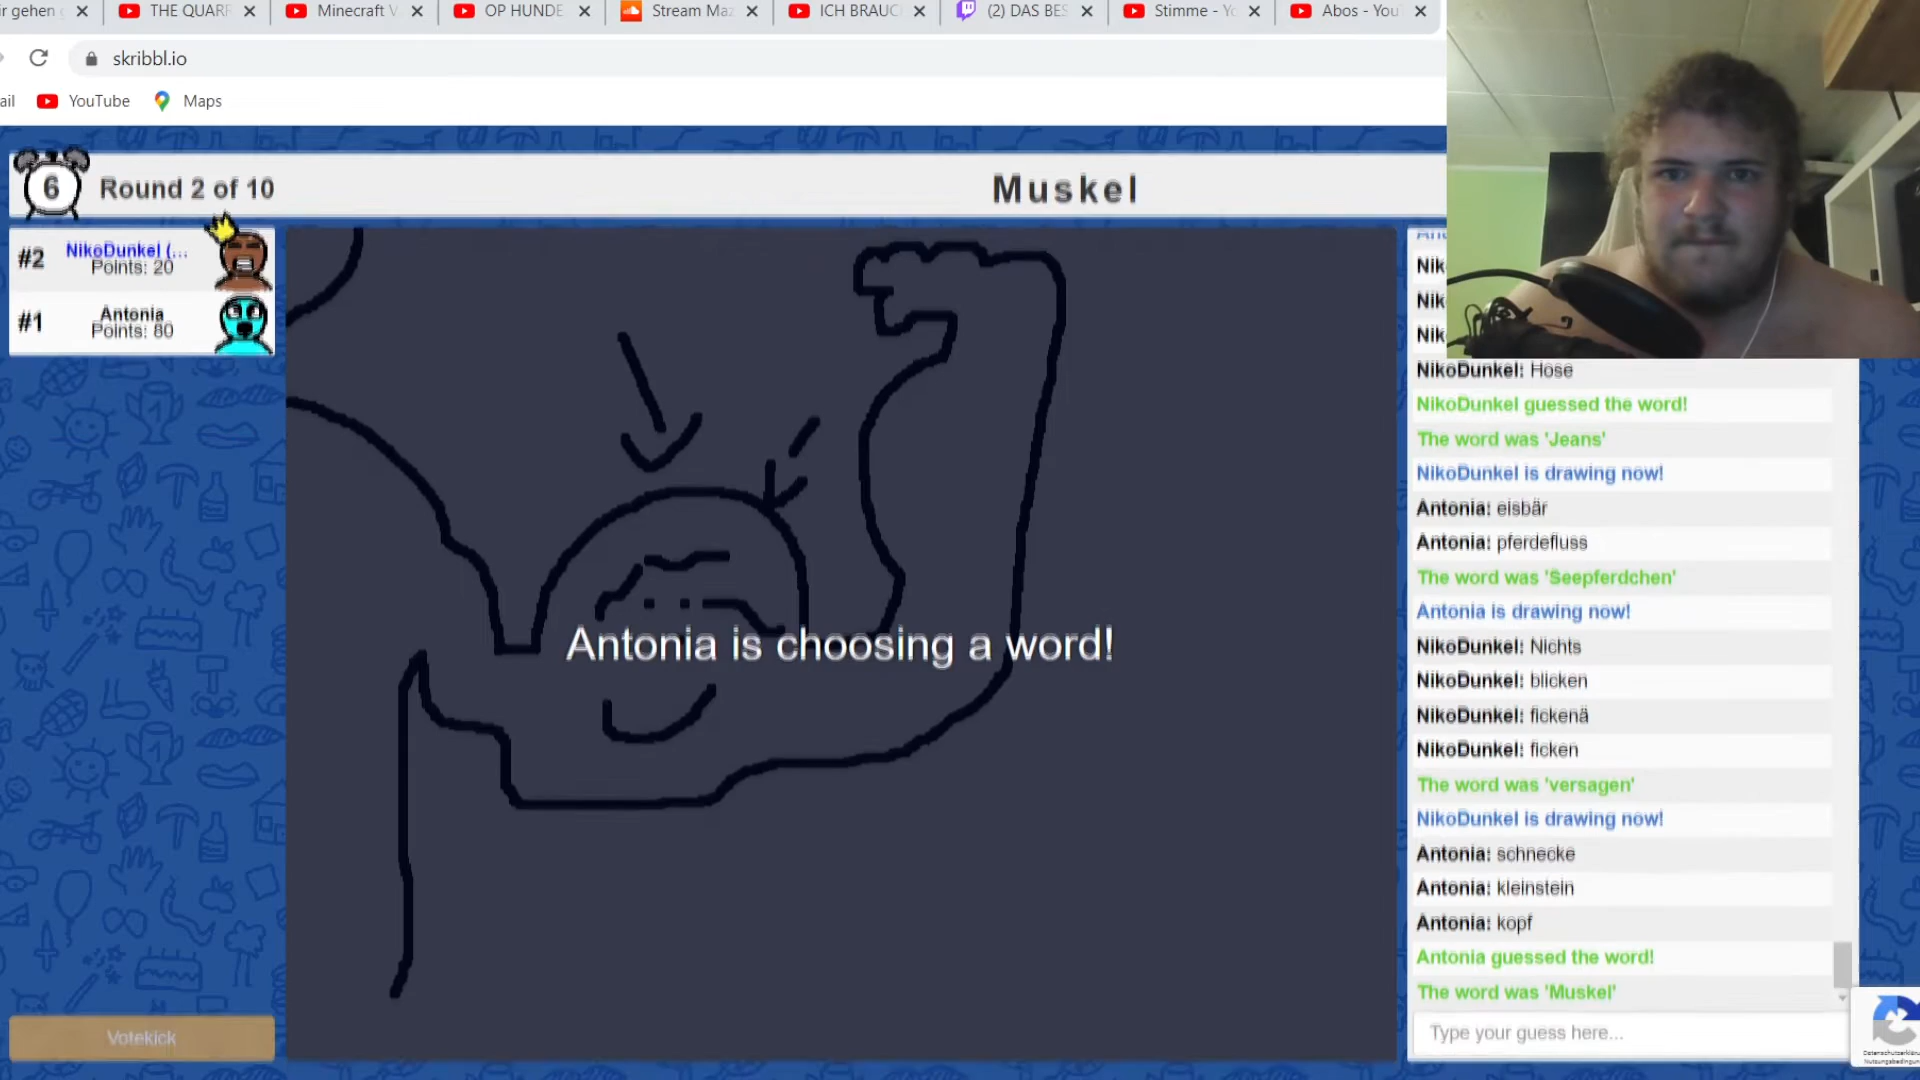 ir gehen
THE QUARR
Minecraft V
OP HUNDE
Stream Maz
ICH BRAUC
(2) DAS BES
Stimme - Yo
Abos - You
skribbl.io
ail
YouTube
Maps
6
Round 2 of 10
Muskel
#2
NikoDunkel (...
Points: 20
#1
Antonia
Points: 80
Antonia is choosing a word!
Nik
Nik
Nik
NikoDunkel: Hose
NikoDunkel guessed the word!
The word was 'Jeans'
NikoDunkel is drawing now!
Antonia: eisbär
Antonia: pferdefluss
The word was 'Seepferdchen'
Antonia is drawing now!
NikoDunkel: Nichts
NikoDunkel: blicken
NikoDunkel: fickenä
NikoDunkel: ficken
The word was 'versagen'
NikoDunkel is drawing now!
Antonia: schnecke
Antonia: kleinstein
Antonia: kopf
Antonia guessed the word!
The word was 'Muskel'
Type your guess here...
Votekick